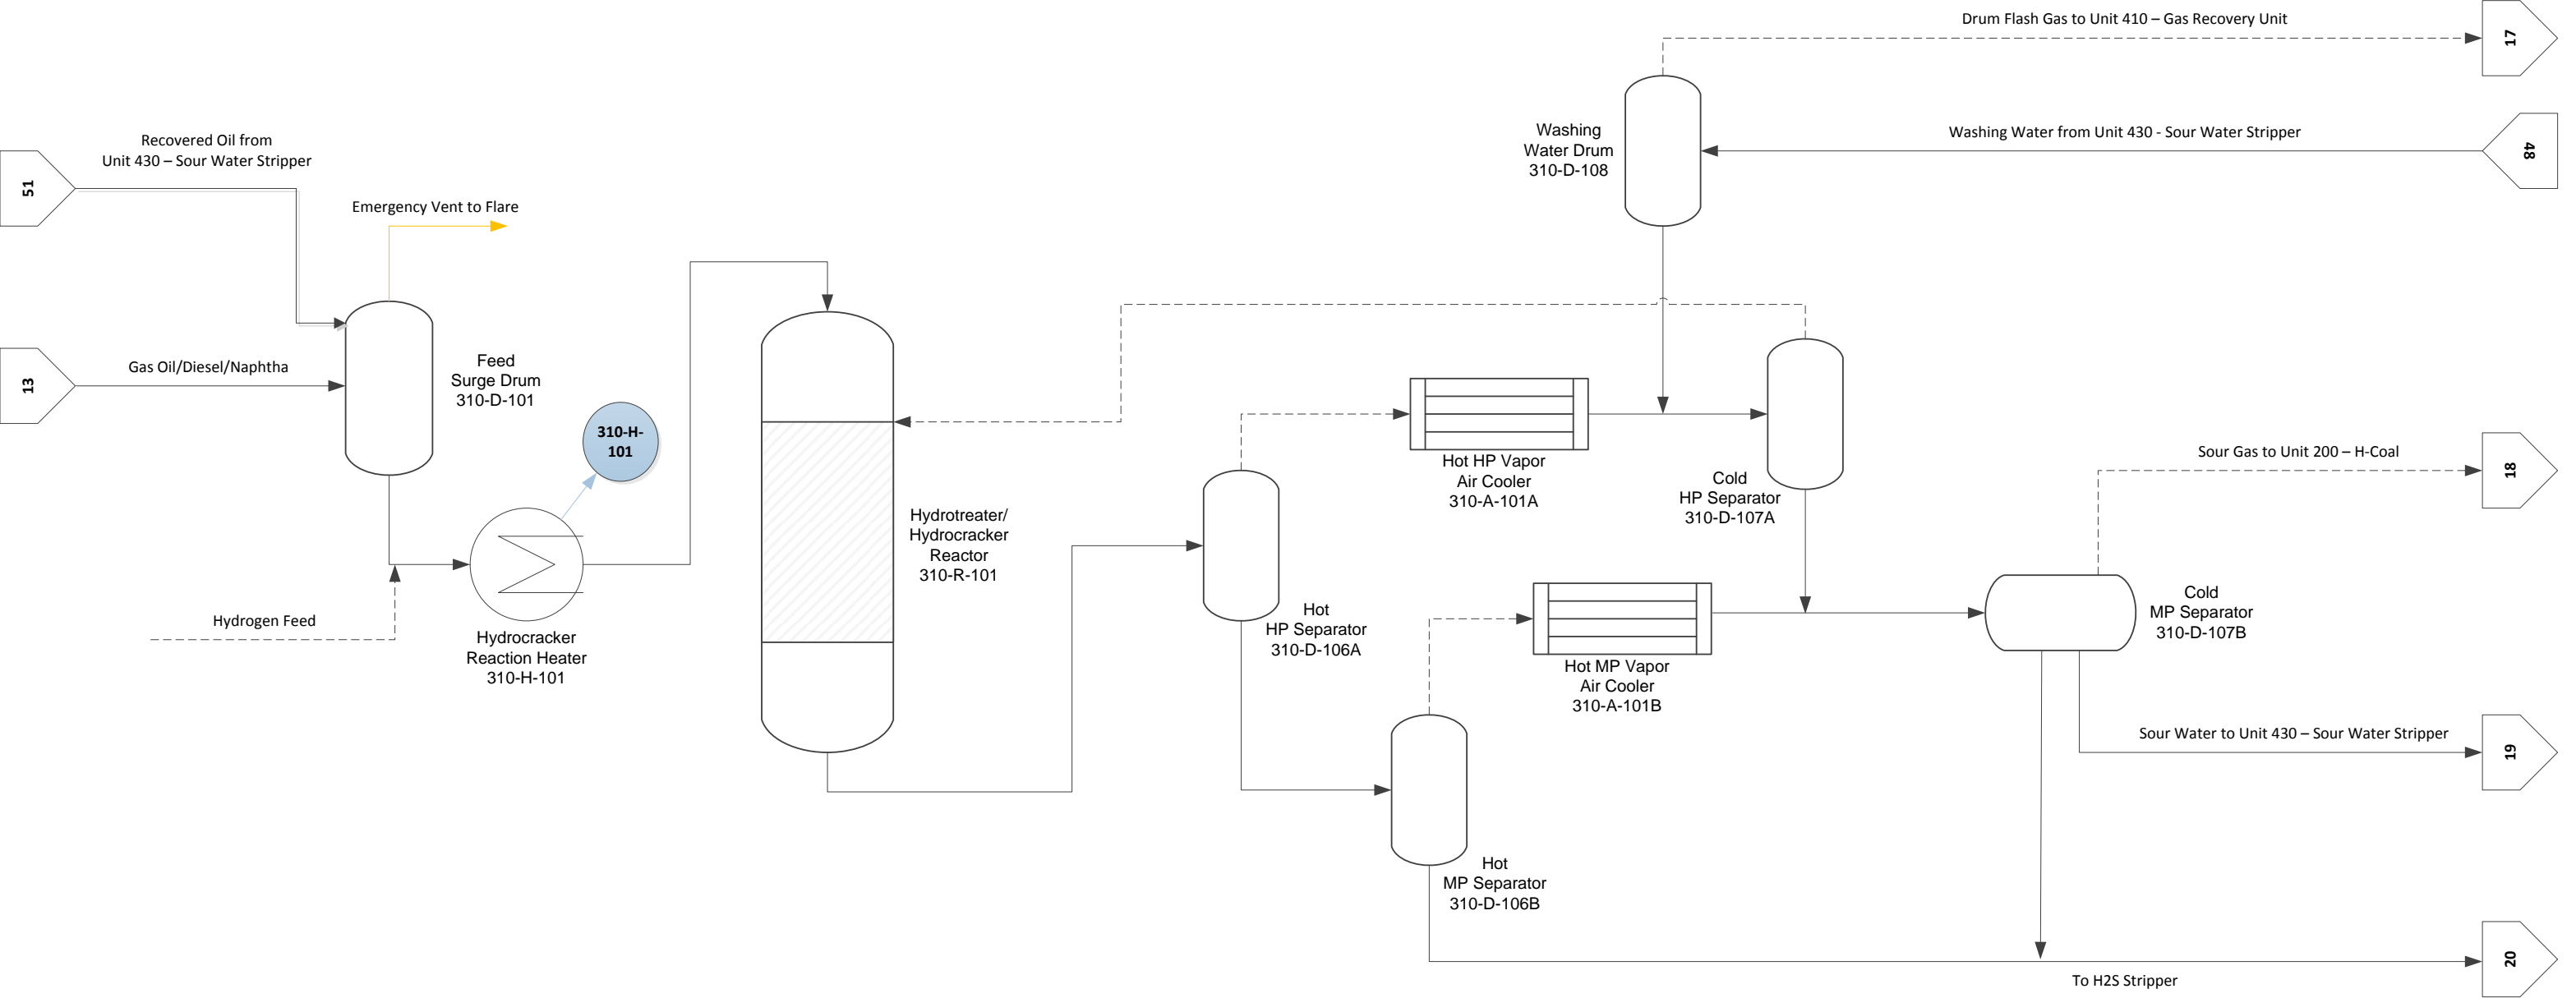 Drum Flash Gas to Unit 410 – Gas Recovery Unit
17
Washing
Water Drum
310-D-108
Washing Water from Unit 430 - Sour Water Stripper
48
Recovered Oil from
Unit 430 – Sour Water Stripper
51
Emergency Vent to Flare
Gas Oil/Diesel/Naphtha
13
Feed
Surge Drum
310-D-101
310-H-
101
Hydrogen Feed
Hydrocracker
Reaction Heater
310-H-101
Hydrotreater/
Hydrocracker
Reactor
310-R-101
Hot HP Vapor
Air Cooler
310-A-101A
Cold
HP Separator
310-D-107A
Sour Gas to Unit 200 – H-Coal
18
Hot
HP Separator
310-D-106A
Hot MP Vapor
Air Cooler
310-A-101B
Cold
MP Separator
310-D-107B
Sour Water to Unit 430 – Sour Water Stripper
19
Hot
MP Separator
310-D-106B
To H2S Stripper
20